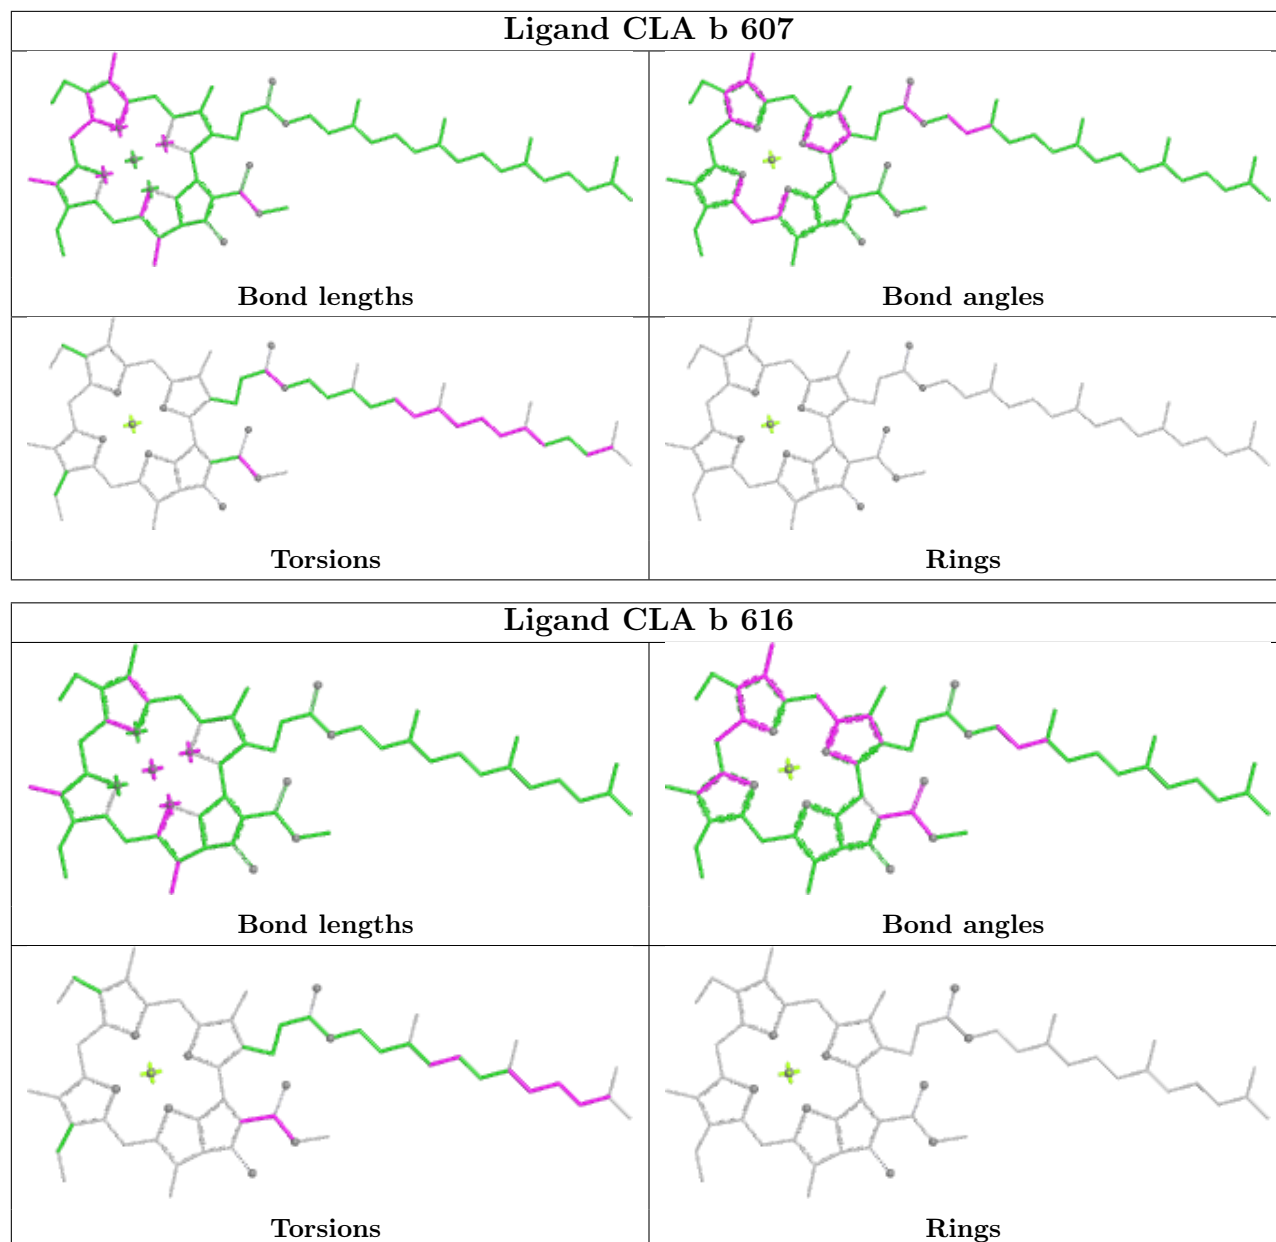 Ligand CLA b 607
Bond lengths
Bond angles
Torsions
Rings
Ligand CLA b 616
Bond lengths
Bond angles
Torsions
Rings